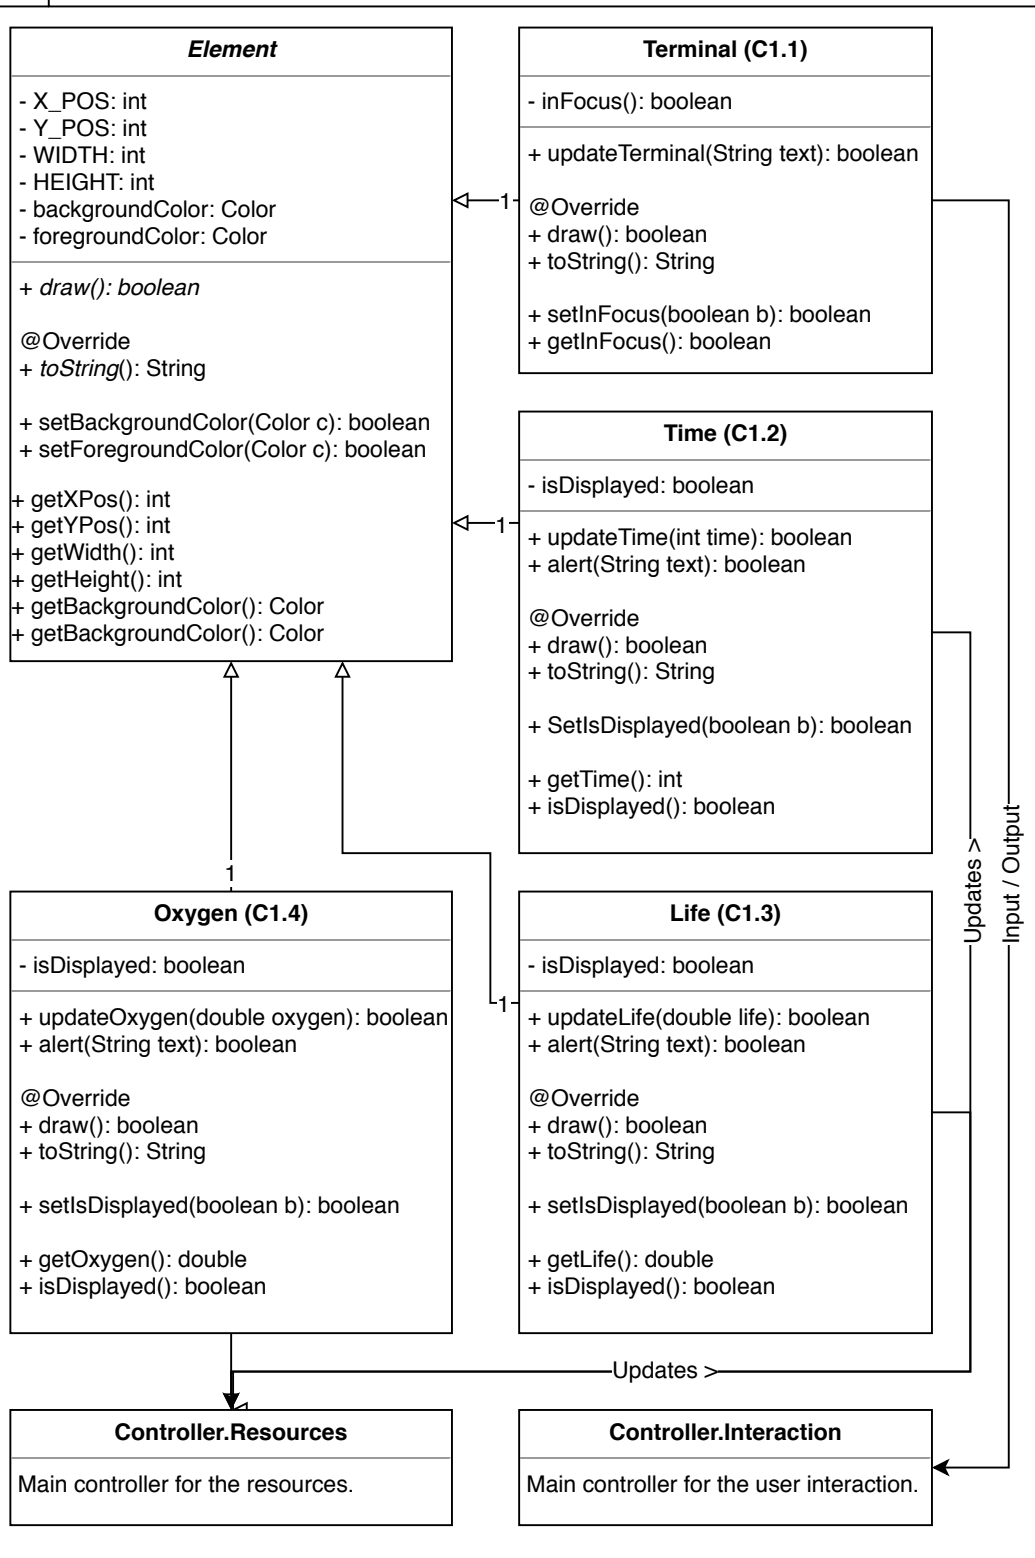 Element
- X_POS: int
- Y_POS: int
- WIDTH: int
- HEIGHT: int
- backgroundColor: Color
- foregroundColor: Color
+ draw(): boolean
@Override
+ toString(): String
+ setBackgroundColor(Color c): boolean
+ setForegroundColor(Color c): boolean
+ getXPos(): int
+ getYPos(): int
+ getWidth(): int
+ getHeight(): int
+ getBackgroundColor(): Color
+ getBackgroundColor(): Color
Terminal (C1.1)
- inFocus(): boolean
+ updateTerminal(String text): boolean
@Override
+ draw(): boolean
+ toString(): String
+ setInFocus(boolean b): boolean
+ getInFocus(): boolean
1
Time (C1.2)
- isDisplayed: boolean
+ updateTime(int time): boolean
+ alert(String text): boolean
@Override
+ draw(): boolean
+ toString(): String
+ SetIsDisplayed(boolean b): boolean
+ getTime(): int
+ isDisplayed(): boolean
1
Updates >
Input / Output
1
Oxygen (C1.4)
- isDisplayed: boolean
+ updateOxygen(double oxygen): boolean
+ alert(String text): boolean
@Override
+ draw(): boolean
+ toString(): String
+ setIsDisplayed(boolean b): boolean
+ getOxygen(): double
+ isDisplayed(): boolean
1
Life (C1.3)
- isDisplayed: boolean
+ updateLife(double life): boolean
+ alert(String text): boolean
@Override
+ draw(): boolean
+ toString(): String
+ setIsDisplayed(boolean b): boolean
+ getLife(): double
+ isDisplayed(): boolean
Updates >
Controller.Resources
Main controller for the resources.
Controller.Interaction
Main controller for the user interaction.